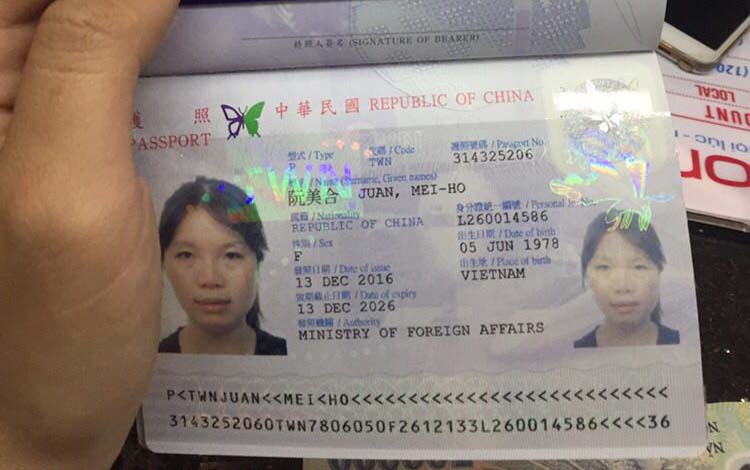 持照人簽名 (SIGNATURE OF BEARER)
護 照 中華民國 REPUBLIC OF CHINA
PASSPORT
型式 / Type 代碼 / Code 護照號碼 / Passport No.
P TWN 314325206
Name (Surname, Given names)
阮美合 JUAN, MEI-HO
國籍 / Nationality 身分證統一編號 / Personal Id. No.
REPUBLIC OF CHINA L260014586
性別 / Sex 出生日期 / Date of birth
F 05 JUN 1978
發照日期 / Date of issue 出生地 / Place of birth
13 DEC 2016 VIETNAM
效期截止日期 / Date of expiry
13 DEC 2026
發照機關 / Authority
MINISTRY OF FOREIGN AFFAIRS
TWN
P<TWNJUAN<<MEI<HO<<<<<<<<<<<<<<<<<<<<<<<<<<<
3143252060TWN7806050F2612133L260014586<<<<36
(120
LOCAL
OUNT
on